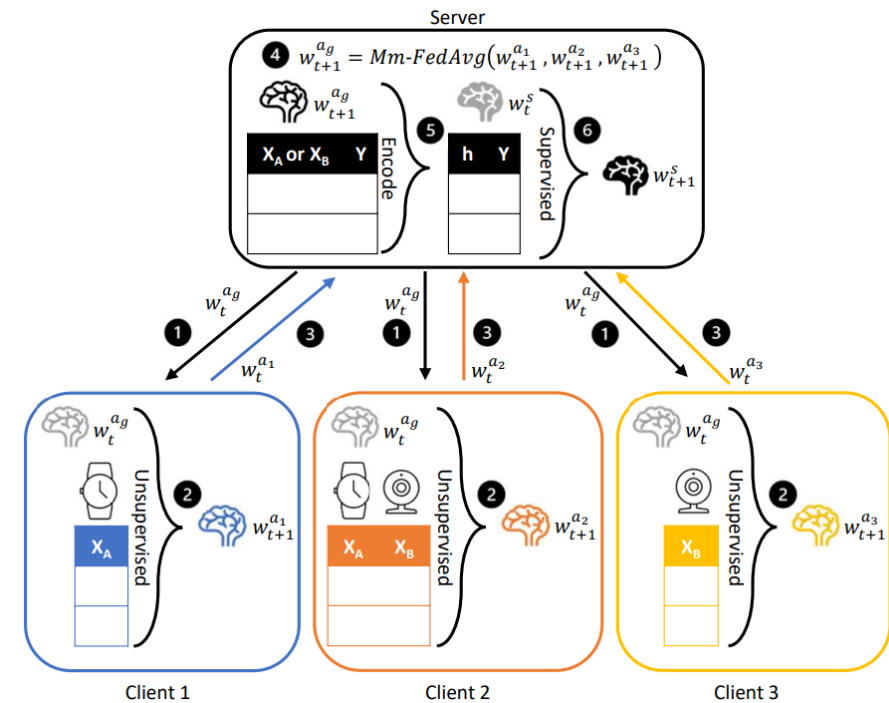 Server
4 w_{t+1}^{a_g} = Mm-FedAvg(w_{t+1}^{a_1}, w_{t+1}^{a_2}, w_{t+1}^{a_3})
w_{t+1}^{a_g}
X_A or X_B Y
Encode
5
w_t^s
h Y
Supervised
6
w_{t+1}^s
w_t^{a_g}
1
3
w_t^{a_1}
w_t^{a_g}
1
3
w_t^{a_2}
w_t^{a_g}
1
3
w_t^{a_3}
w_t^{a_g}
X_A
Unsupervised
2
w_{t+1}^{a_1}
Client 1
w_t^{a_g}
X_A X_B
Unsupervised
2
w_{t+1}^{a_2}
Client 2
w_t^{a_g}
X_B
Unsupervised
2
w_{t+1}^{a_3}
Client 3